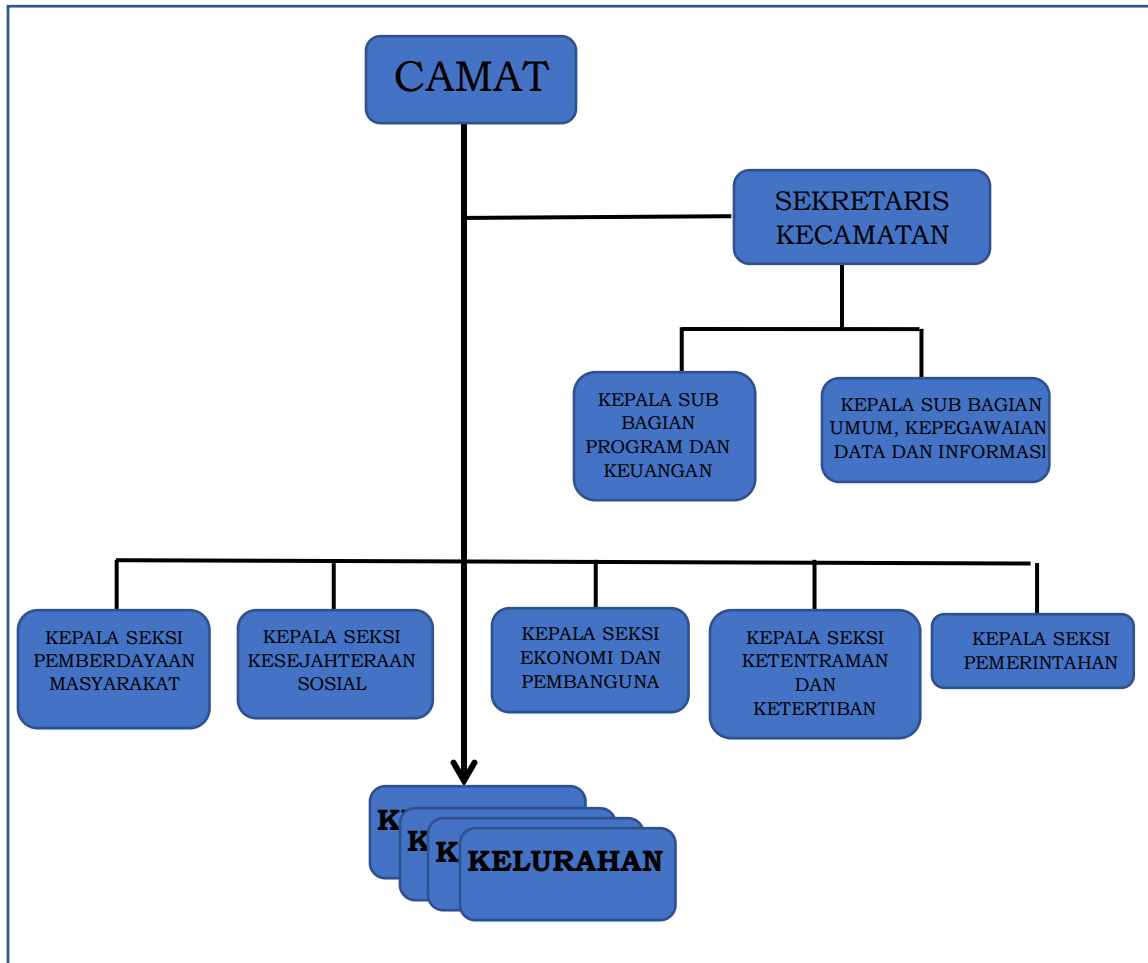 CAMAT
SEKRETARIS
KECAMATAN
KEPALA SUB
BAGIAN
PROGRAM DAN
KEUANGAN
KEPALA SUB BAGIAN
UMUM, KEPEGAWAIAN
DATA DAN INFORMASI
KEPALA SEKSI
PEMBERDAYAAN
MASYARAKAT
KEPALA SEKSI
KESEJAHTERAAN
SOSIAL
KEPALA SEKSI
EKONOMI DAN
PEMBANGUNA
KEPALA SEKSI
KETENTRAMAN
DAN
KETERTIBAN
KEPALA SEKSI
PEMERINTAHAN
K
K
K
KELURAHAN